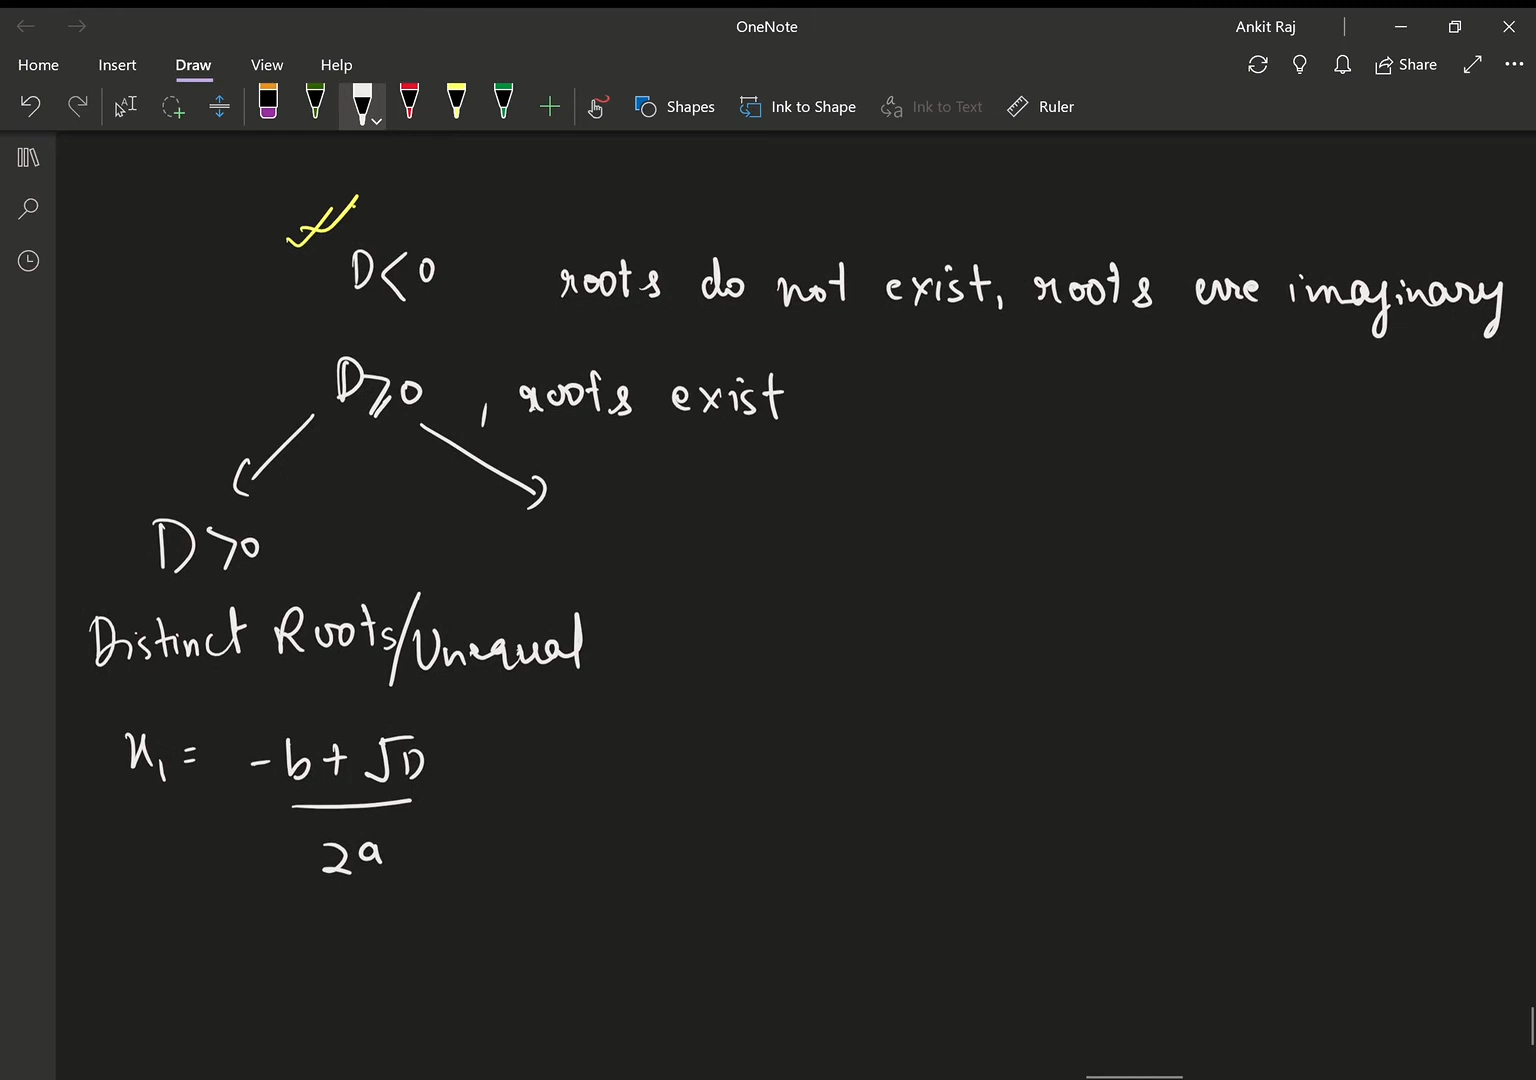 OneNote
Ankit Raj
Home Insert Draw View Help
Share
Shapes Ink to Shape Ink to Text Ruler
D<0 roots do not exist, roots are imaginary
D⩾0 , roots exist
D>0
Distinct Roots/Unequal
x₁ = -b+√D
2a